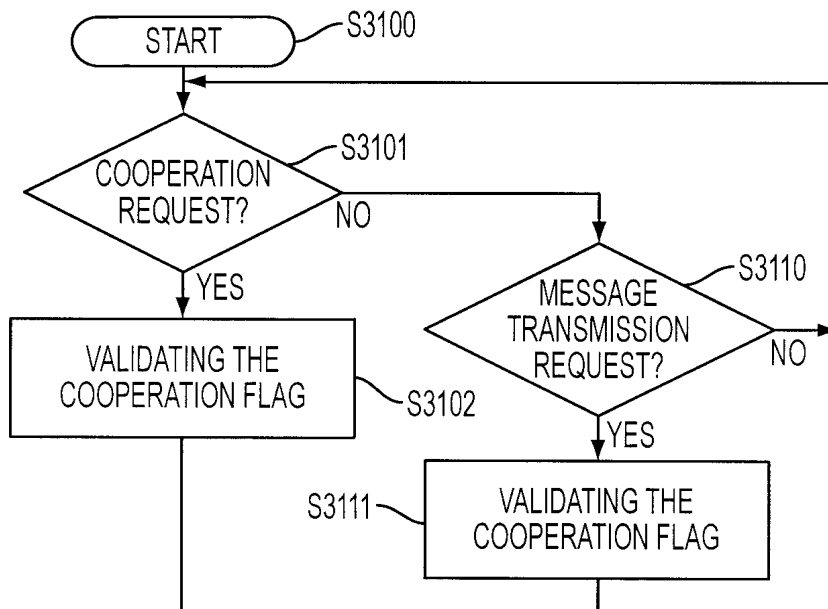 START
S3100
COOPERATION
REQUEST?
S3101
NO
YES
MESSAGE
TRANSMISSION
REQUEST?
S3110
NO
YES
VALIDATING THE
COOPERATION FLAG
S3102
VALIDATING THE
COOPERATION FLAG
S3111